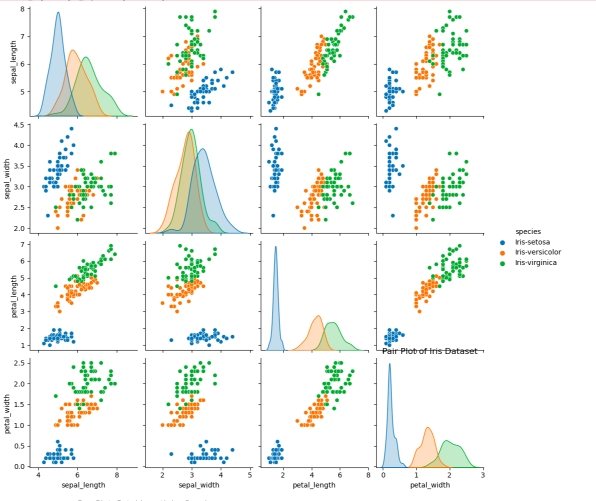 8
7
6
5
sepal_length
4.5
4.0
3.5
3.0
2.5
2.0
sepal_width
species
Iris-setosa
Iris-versicolor
Iris-virginica
7
6
5
4
3
2
1
petal_length
Pair Plot of Iris Dataset
2.5
2.0
1.5
1.0
0.5
0.0
petal_width
4 6 8
2 3 4 5
2 4 6 8
0 1 2 3
sepal_length
sepal_width
petal_length
petal_width